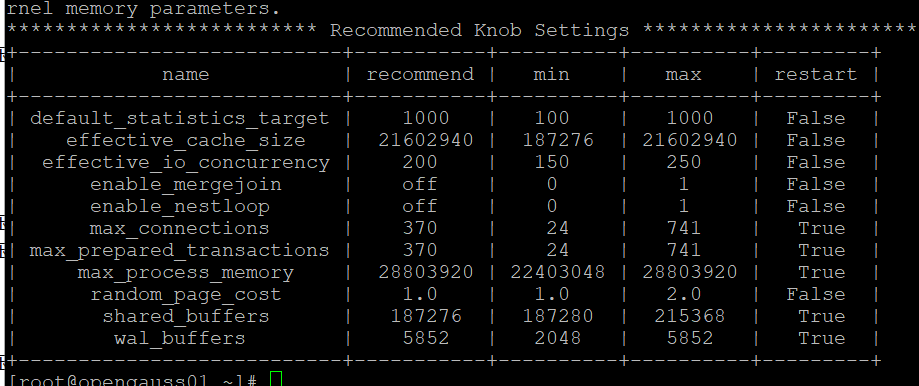 rnel memory parameters.
************************** Recommended Knob Settings ***********************
+---------------------------+-----------+----------+----------+---------+
| name | recommend | min | max | restart |
+---------------------------+-----------+----------+----------+---------+
| default_statistics_target | 1000 | 100 | 1000 | False |
| effective_cache_size | 21602940 | 187276 | 21602940 | False |
| effective_io_concurrency | 200 | 150 | 250 | False |
| enable_mergejoin | off | 0 | 1 | False |
| enable_nestloop | off | 0 | 1 | False |
| max_connections | 370 | 24 | 741 | True |
| max_prepared_transactions | 370 | 24 | 741 | True |
| max_process_memory | 28803920 | 22403048 | 28803920 | True |
| random_page_cost | 1.0 | 1.0 | 2.0 | False |
| shared_buffers | 187276 | 187280 | 215368 | True |
| wal_buffers | 5852 | 2048 | 5852 | True |
+---------------------------+-----------+----------+----------+---------+
[root@opengauss01 ~]#